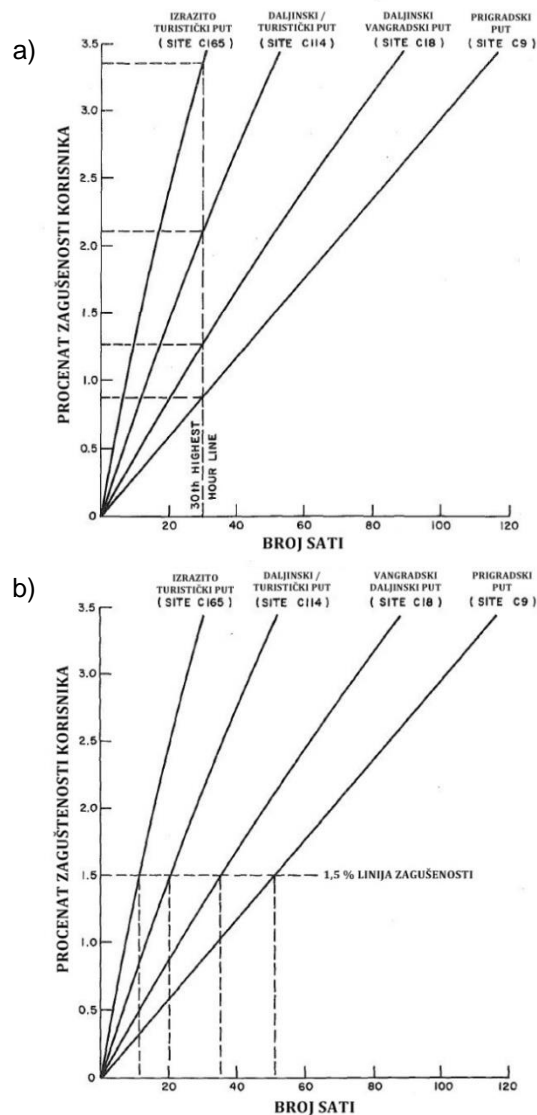 a)
IZRAZITO
TURISTIČKI PUT
(SITE C165)
DALJINSKI /
TURISTIČKI PUT
(SITE C114)
DALJINSKI
VANGRADSKI PUT
(SITE C18)
PRIGRADSKI
PUT
(SITE C9)
PROCENAT ZAGUŠENOSTI KORISNIKA
3.5
3.0
2.5
2.0
1.5
1.0
0.5
0
30th HIGHEST
HOUR LINE
20
40
60
80
100
120
BROJ SATI
b)
IZRAZITO
TURISTIČKI PUT
(SITE C165)
DALJINSKI /
TURISTIČKI PUT
(SITE C114)
VANGRADSKI
DALJINSKI PUT
(SITE C18)
PRIGRADSKI
PUT
(SITE C9)
PROCENAT ZAGUŠTENOSTI KORISNIKA
3.5
3.0
2.5
2.0
1.5
1.0
0.5
0
1,5 % LINIJA ZAGUŠENOSTI
20
40
60
80
100
120
BROJ SATI